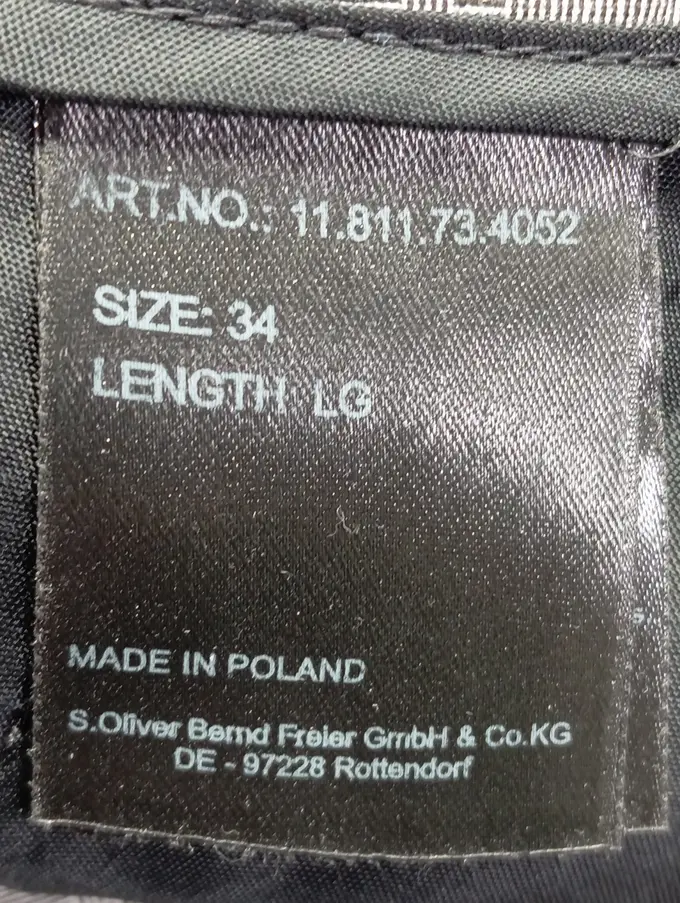 ART.NO.: 11.811.73.4052
SIZE: 34
LENGTH LG
MADE IN POLAND
S.Oliver Bernd Freier GmbH & Co.KG
DE - 97228 Rottendorf